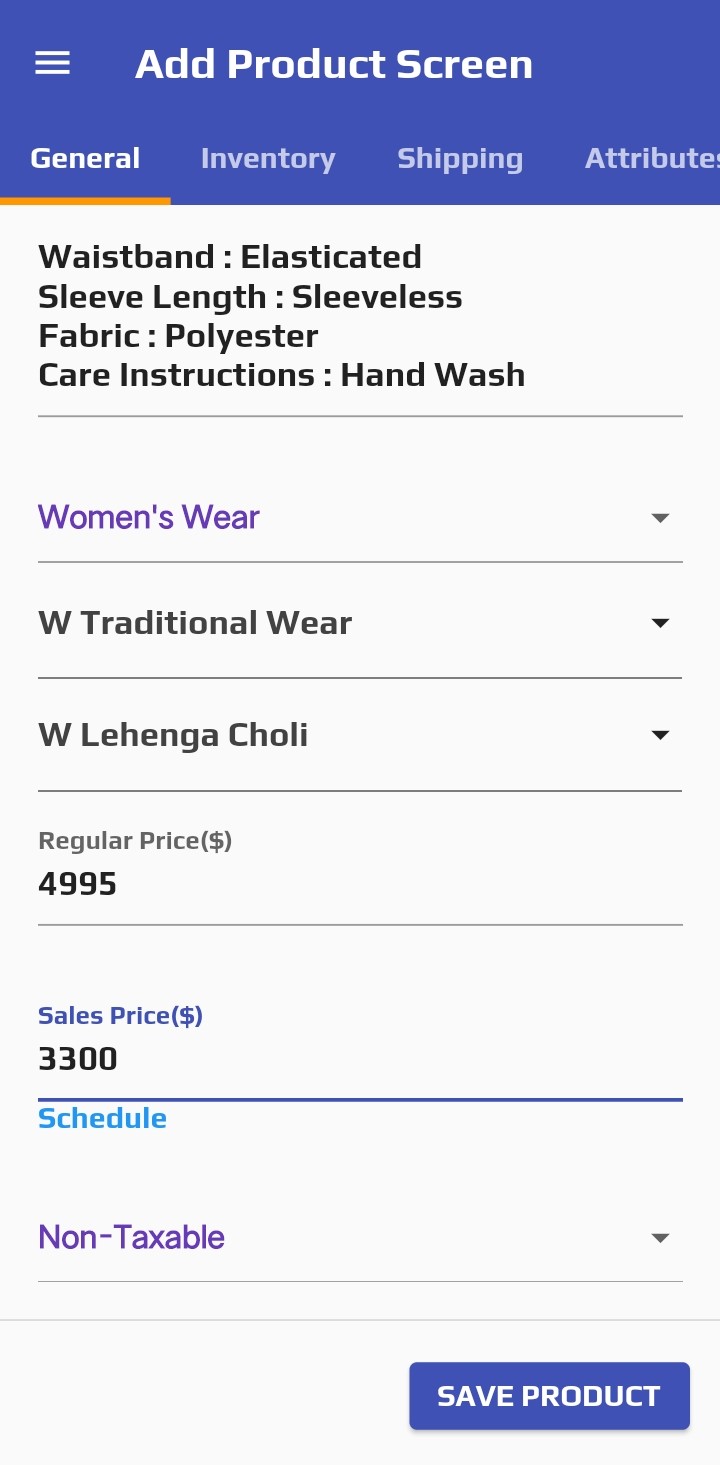 Add Product Screen
General Inventory Shipping Attributes
Waistband : Elasticated
Sleeve Length : Sleeveless
Fabric : Polyester
Care Instructions : Hand Wash
Women's Wear
W Traditional Wear
W Lehenga Choli
Regular Price($)
4995
Sales Price($)
3300
Schedule
Non-Taxable
SAVE PRODUCT